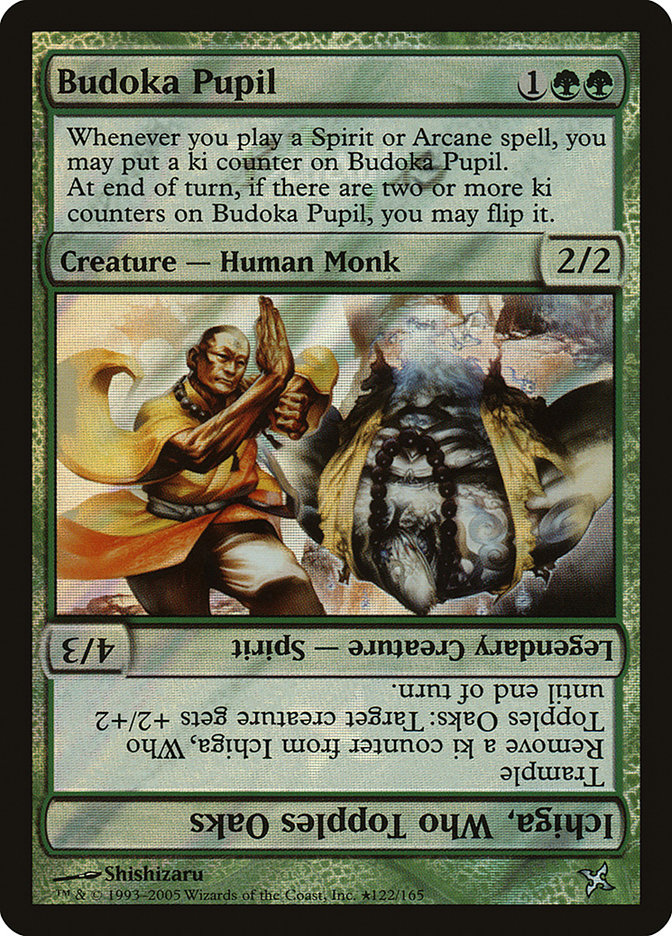 Budoka Pupil 1
Whenever you play a Spirit or Arcane spell, you
may put a ki counter on Budoka Pupil.
At end of turn, if there are two or more ki
counters on Budoka Pupil, you may flip it.
Creature — Human Monk 2/2
Ichiga, Who Topples Oaks
Trample
Remove a ki counter from Ichiga, Who
Topples Oaks: Target creature gets +2/+2
until end of turn.
Legendary Creature — Spirit 4/3
Shishizaru
™ & © 1993–2005 Wizards of the Coast, Inc. ★122/165